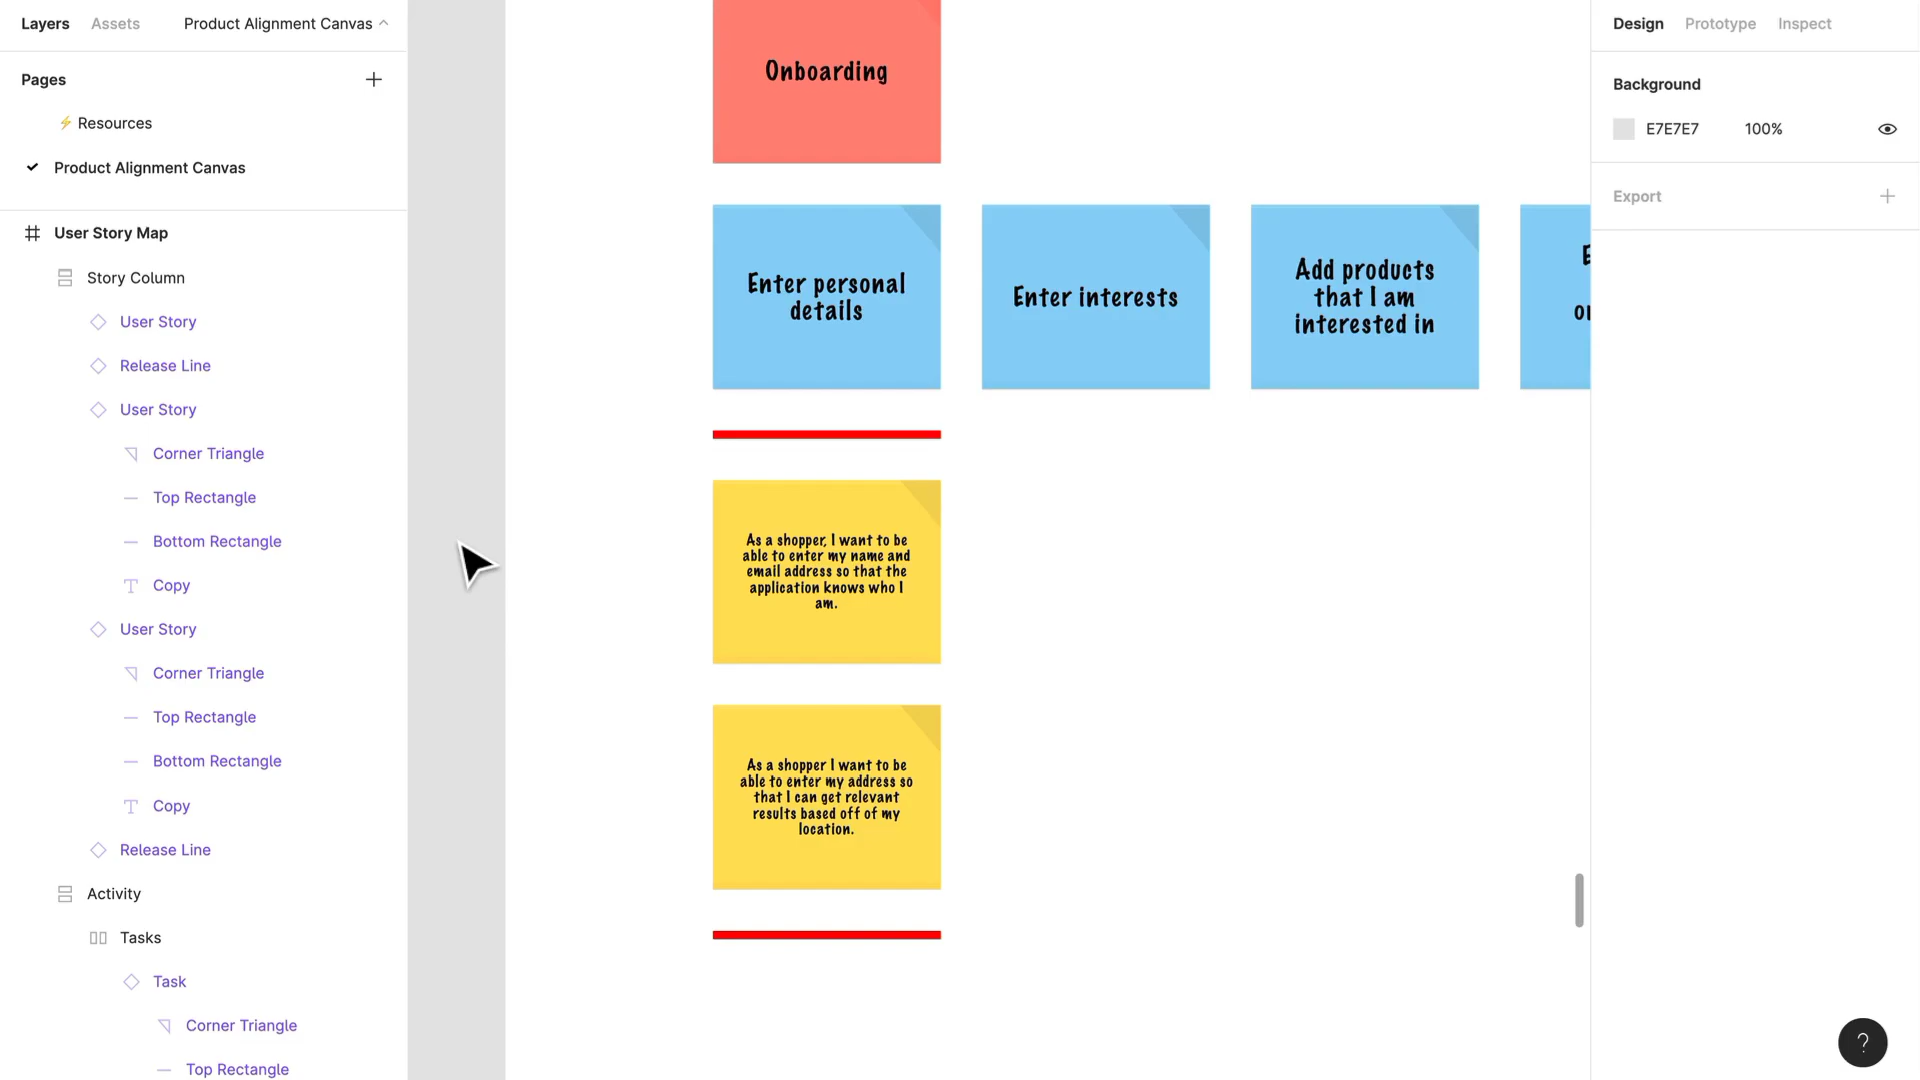 Layers Assets Product Alignment Canvas
Pages
⚡ Resources
Product Alignment Canvas
User Story Map
Story Column
User Story
Release Line
User Story
Corner Triangle
Top Rectangle
Bottom Rectangle
Copy
User Story
Corner Triangle
Top Rectangle
Bottom Rectangle
Copy
Release Line
Activity
Tasks
Task
Corner Triangle
Top Rectangle
Onboarding
Enter personal
details
Enter interests
Add products
that I am
interested in
As a shopper, I want to be
able to enter my name and
email address so that the
application knows who I
am.
As a shopper I want to be
able to enter my address so
that I can get relevant
results based off of my
location.
Design Prototype Inspect
Background
E7E7E7 100%
Export
?